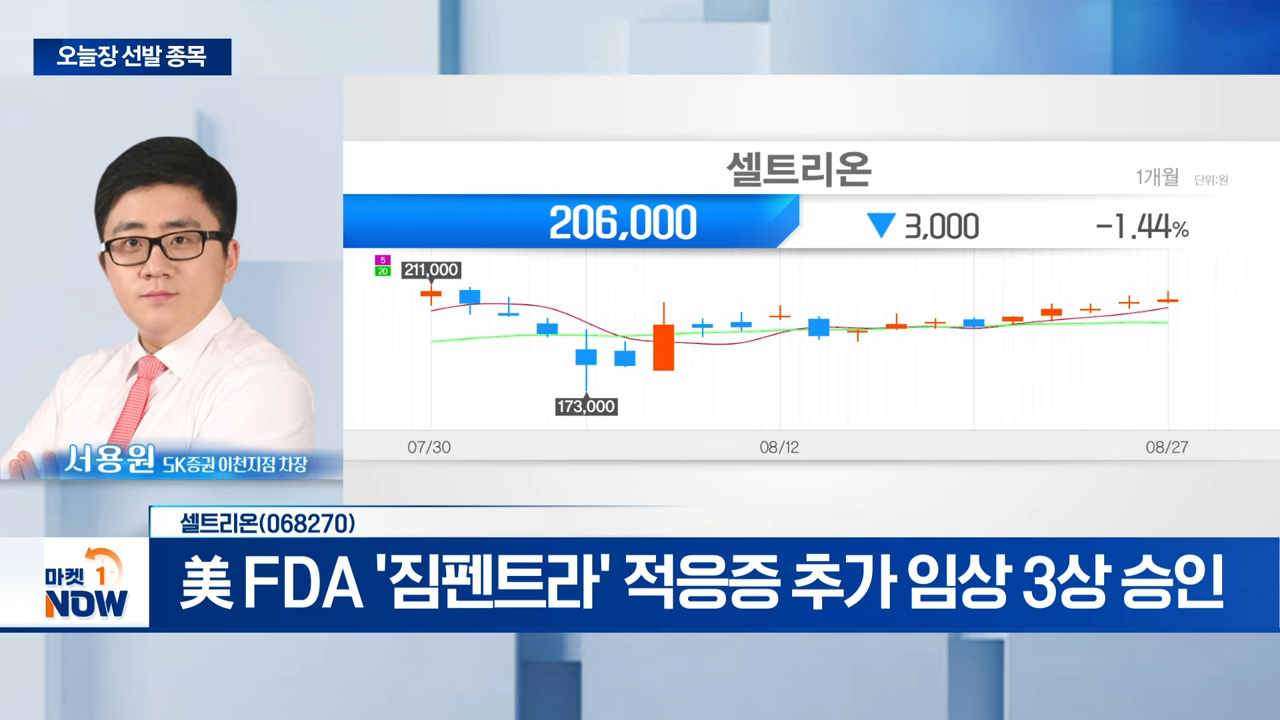 오늘장 선발 종목
셀트리온
1개월 단위:원
206,000 ▼ 3,000 -1.44%
5
20
211,000
173,000
07/30 08/12 08/27
서용원 SK증권 이천지점 차장
셀트리온(068270)
마켓 1
NOW
美 FDA '짐펜트라' 적응증 추가 임상 3상 승인